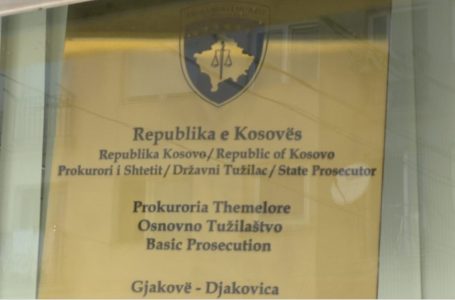 Republika e Kosovës
Republika Kosovo / Republic of Kosovo
Prokurori i Shtetit / Državni Tužilac / State Prosecutor
Prokuroria Themelore
Osnovno Tužilaštvo
Basic Prosecution
Gjakovë - Djakovica